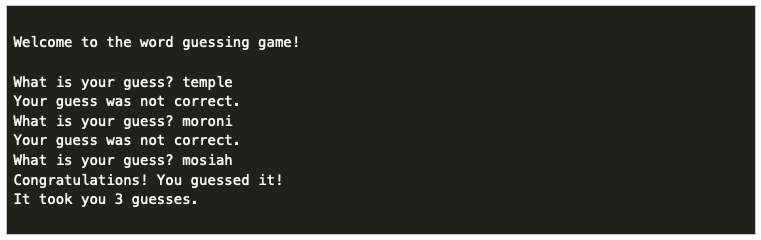 Welcome to the word guessing game!
What is your guess? temple
Your guess was not correct.
What is your guess? moroni
Your guess was not correct.
What is your guess? mosiah
Congratulations! You guessed it!
It took you 3 guesses.